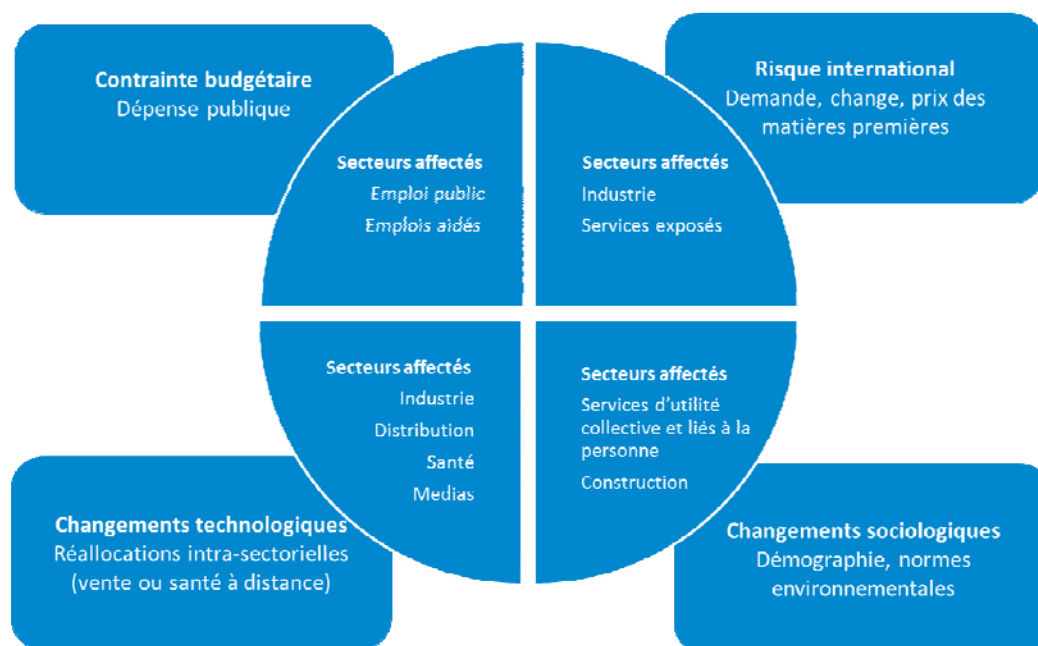 Contrainte budgétaire
Dépense publique
Risque international
Demande, change, prix des
matières premières
Secteurs affectés
Emploi public
Emplois aidés
Secteurs affectés
Industrie
Services exposés
Secteurs affectés
Industrie
Distribution
Santé
Medias
Secteurs affectés
Services d'utilité
collective et liés à la
personne
Construction
Changements technologiques
Réallocations intra-sectorielles
(vente ou santé à distance)
Changements sociologiques
Démographie, normes
environnementales